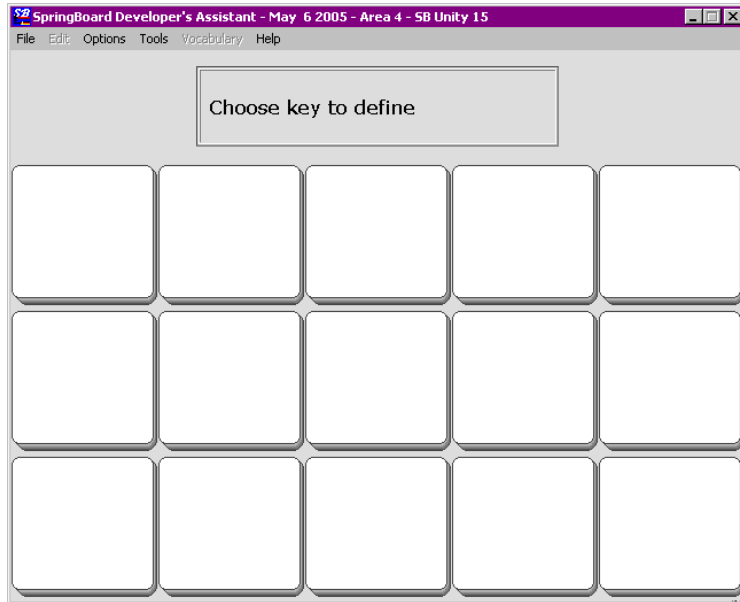 SB SpringBoard Developer's Assistant - May 6 2005 - Area 4 - SB Unity 15
File Edit Options Tools Vocabulary Help
Choose key to define